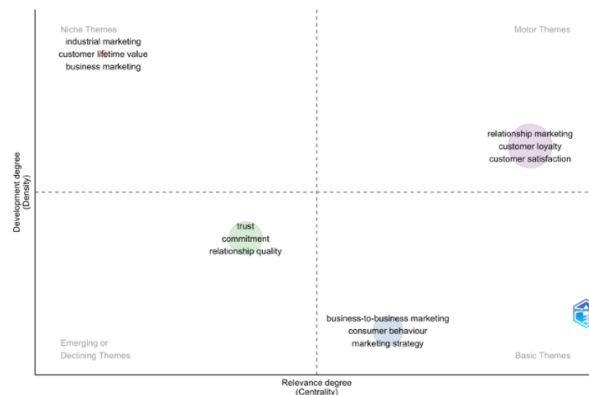 Niche Themes
industrial marketing
customer lifetime value
business marketing
Motor Themes
relationship marketing
customer loyalty
customer satisfaction
Development degree
(Density)
trust
commitment
relationship quality
business-to-business marketing
consumer behaviour
marketing strategy
Emerging or
Declining Themes
Basic Themes
Relevance degree
(Centrality)